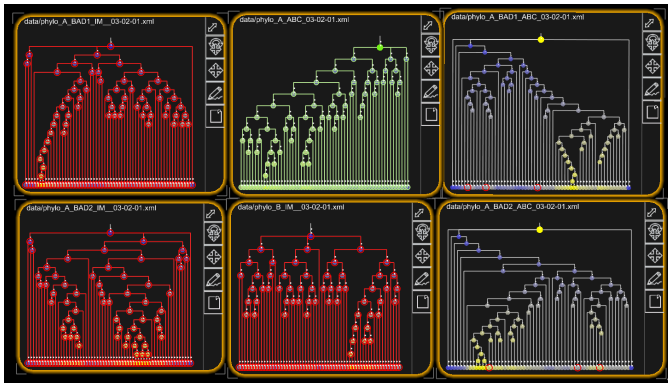 data/phylo_A_BAD1_IM__03-02-01.xml
data/phylo_A_ABC_03-02-01.xml
data/phylo_A_BAD1_ABC_03-02-01.xml
data/phylo_A_BAD2_IM__03-02-01.xml
data/phylo_B_IM__03-02-01.xml
data/phylo_A_BAD2_ABC_03-02-01.xml